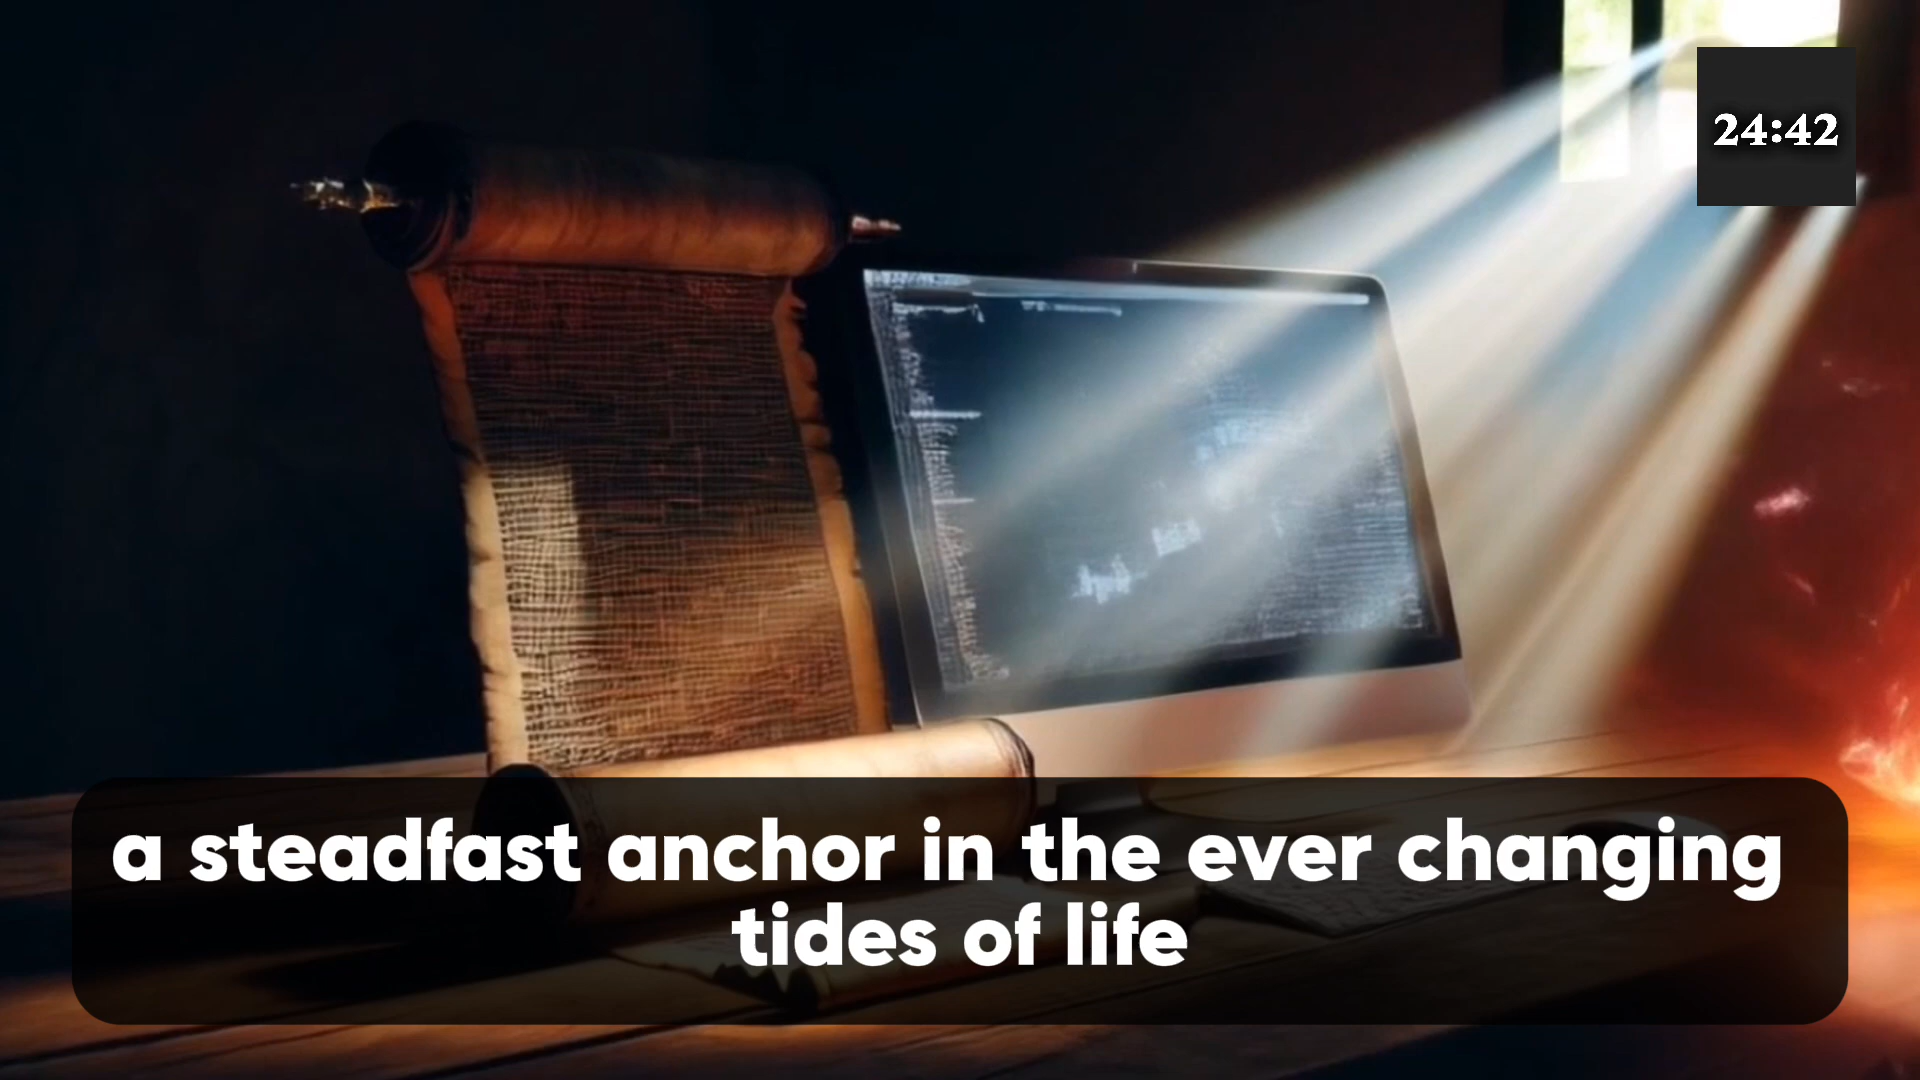 24:42
a steadfast anchor in the ever changing
tides of life